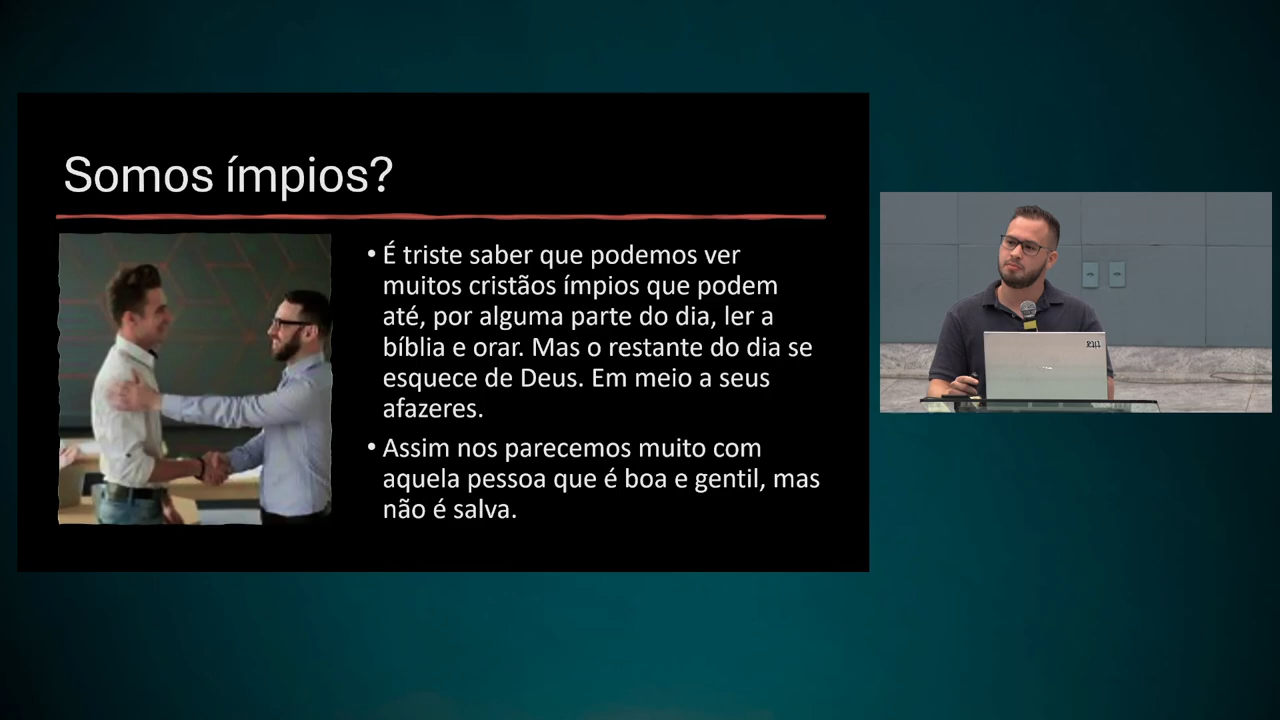 Somos ímpios?
• É triste saber que podemos ver
muitos cristãos ímpios que podem
até, por alguma parte do dia, ler a
bíblia e orar. Mas o restante do dia se
esquece de Deus. Em meio a seus
afazeres.
• Assim nos parecemos muito com
aquela pessoa que é boa e gentil, mas
não é salva.